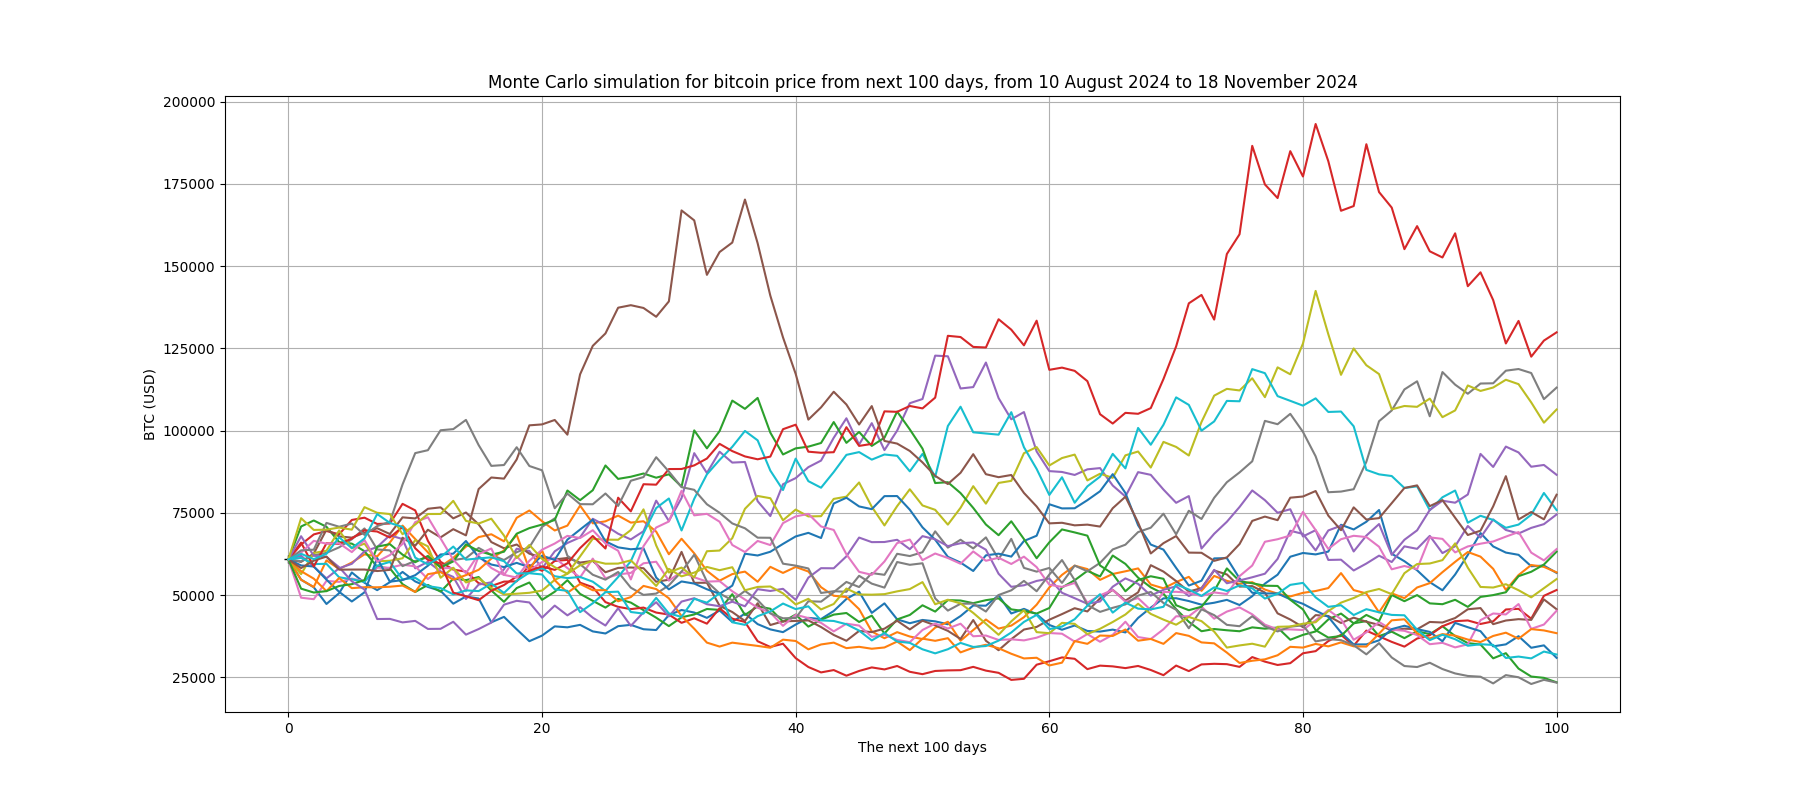 Monte Carlo simulation for bitcoin price from next 100 days, from 10 August 2024 to 18 November 2024
200000
175000
150000
125000
100000
75000
50000
25000
BTC (USD)
0 20 40 60 80 100
The next 100 days